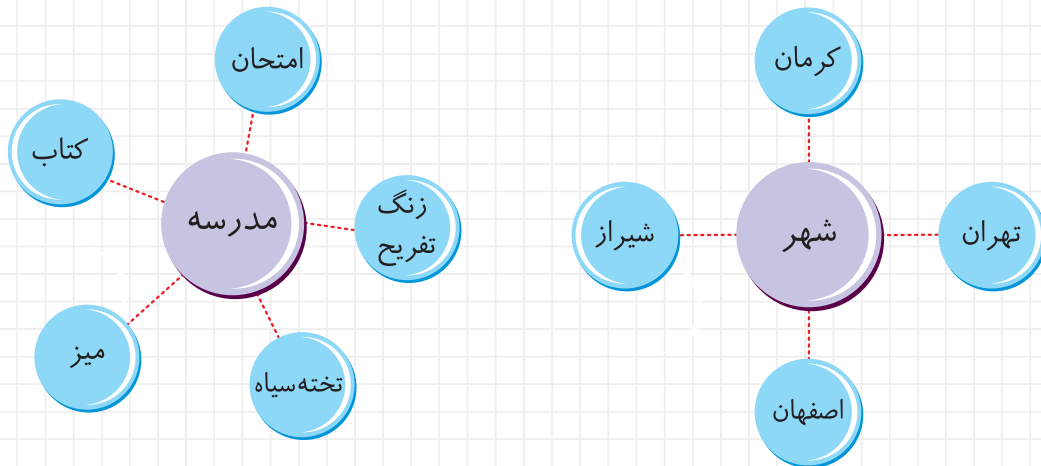 کرمان
شهر
تهران
شیراز
اصفهان
امتحان
کتاب
مدرسه
زنگ
تفریح
میز
تخته‌سیاه